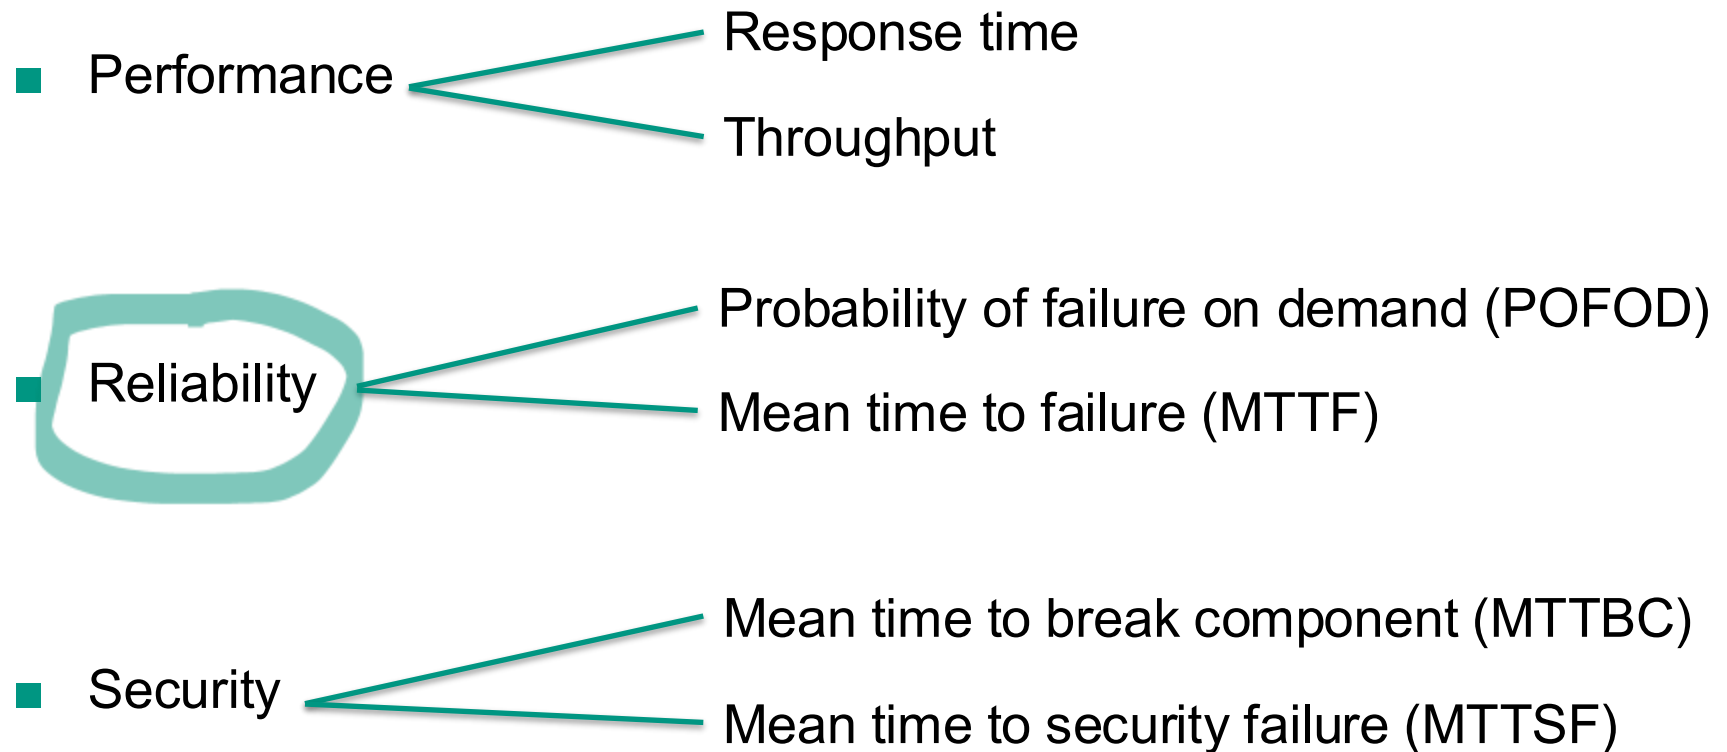 Performance
Response time
Throughput
Reliability
Probability of failure on demand (POFOD)
Mean time to failure (MTTF)
Security
Mean time to break component (MTTBC)
Mean time to security failure (MTTSF)